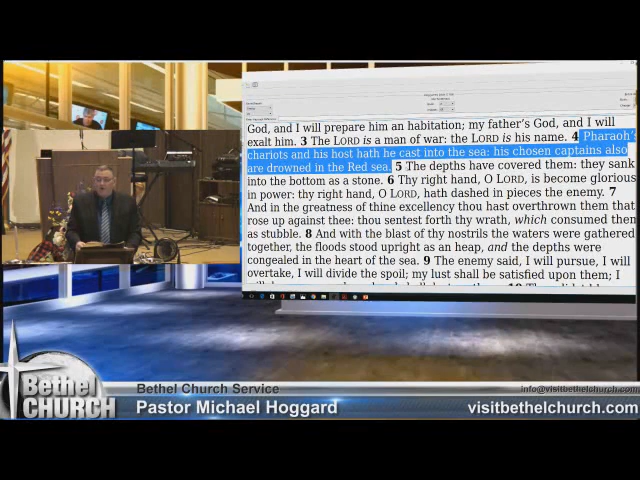 God, and I will prepare him an habitation; my father's God, and I will
exalt him. 3 The LORD is a man of war: the LORD is his name. 4 Pharaoh's
chariots and his host hath he cast into the sea: his chosen captains also
are drowned in the Red sea. 5 The depths have covered them: they sank
into the bottom as a stone. 6 Thy right hand, O LORD, is become glorious
in power: thy right hand, O LORD, hath dashed in pieces the enemy. 7
And in the greatness of thine excellency thou hast overthrown them that
rose up against thee: thou sentest forth thy wrath, which consumed them
as stubble. 8 And with the blast of thy nostrils the waters were gathered
together, the floods stood upright as an heap, and the depths were
congealed in the heart of the sea. 9 The enemy said, I will pursue, I will
overtake, I will divide the spoil; my lust shall be satisfied upon them; I
Bethel
CHURCH
Bethel Church Service
Pastor Michael Hoggard
info@visitbethelchurch.com
visitbethelchurch.com